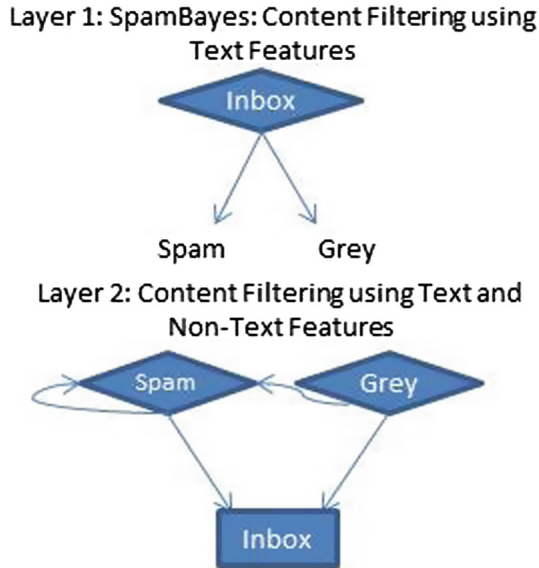 Layer 1: SpamBayes: Content Filtering using
Text Features
Inbox
Spam Grey
Layer 2: Content Filtering using Text and
Non-Text Features
Spam Grey
Inbox